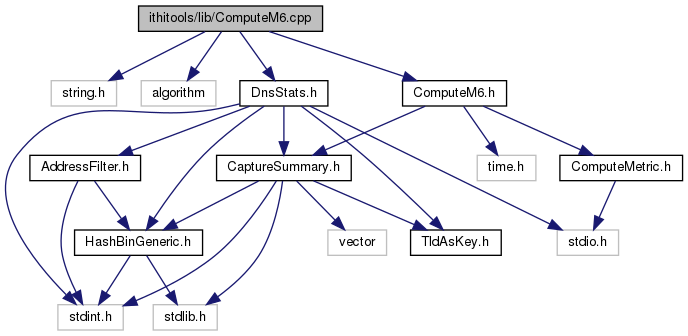 ithitools/lib/ComputeM6.cpp
string.h
algorithm
DnsStats.h
ComputeM6.h
AddressFilter.h
CaptureSummary.h
time.h
ComputeMetric.h
HashBinGeneric.h
vector
TldAsKey.h
stdio.h
stdint.h
stdlib.h